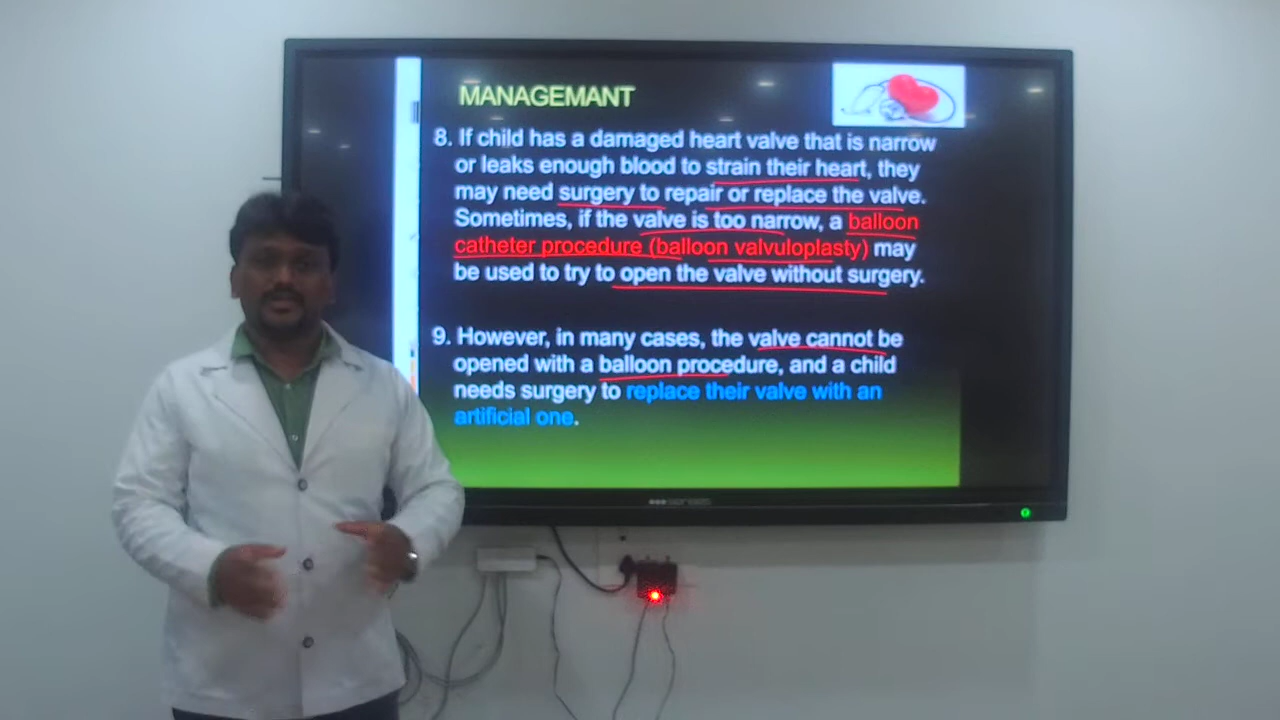 MANAGEMANT
8. If child has a damaged heart valve that is narrow
or leaks enough blood to strain their heart, they
may need surgery to repair or replace the valve.
Sometimes, if the valve is too narrow, a balloon
catheter procedure (balloon valvuloplasty) may
be used to try to open the valve without surgery.
9. However, in many cases, the valve cannot be
opened with a balloon procedure, and a child
needs surgery to replace their valve with an
artificial one.